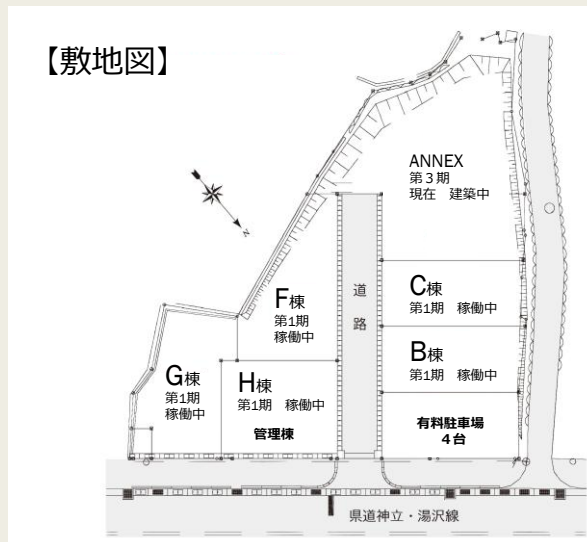 【敷地図】
ANNEX
第3期
現在 建築中
N
道路
C棟
第1期 稼働中
F棟
第1期
稼働中
B棟
第1期 稼働中
G棟
第1期
稼働中
H棟
第1期 稼働中
管理棟
有料駐車場
4台
県道神立・湯沢線